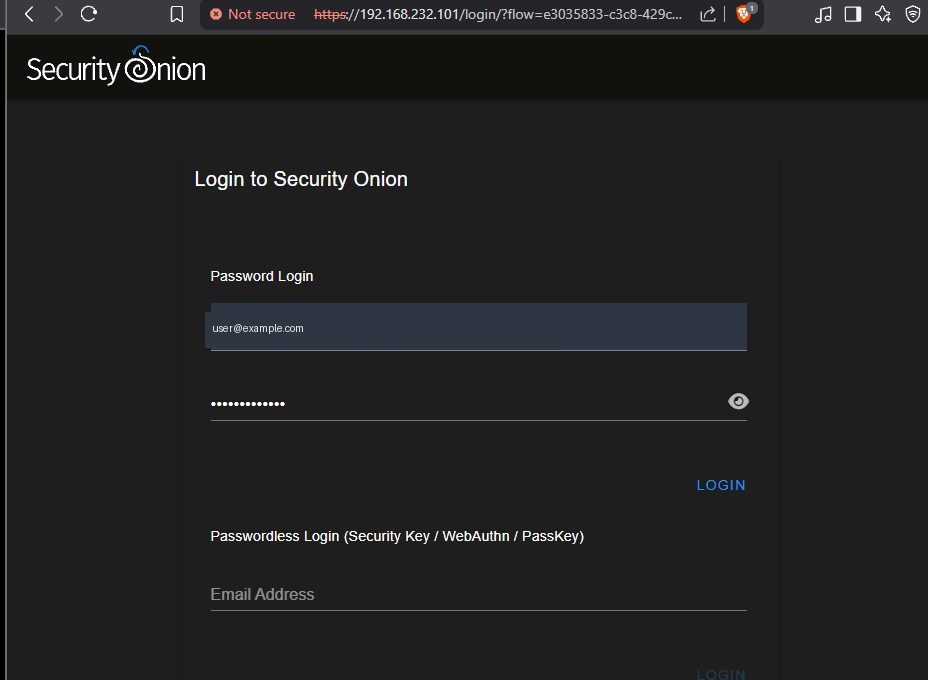 Not secure https://192.168.232.101/login/?flow=e3035833-c3c8-429c... 1
Security Onion
Login to Security Onion
Password Login
user@example.com
•••••••••••••
LOGIN
Passwordless Login (Security Key / WebAuthn / PassKey)
Email Address
LOGIN